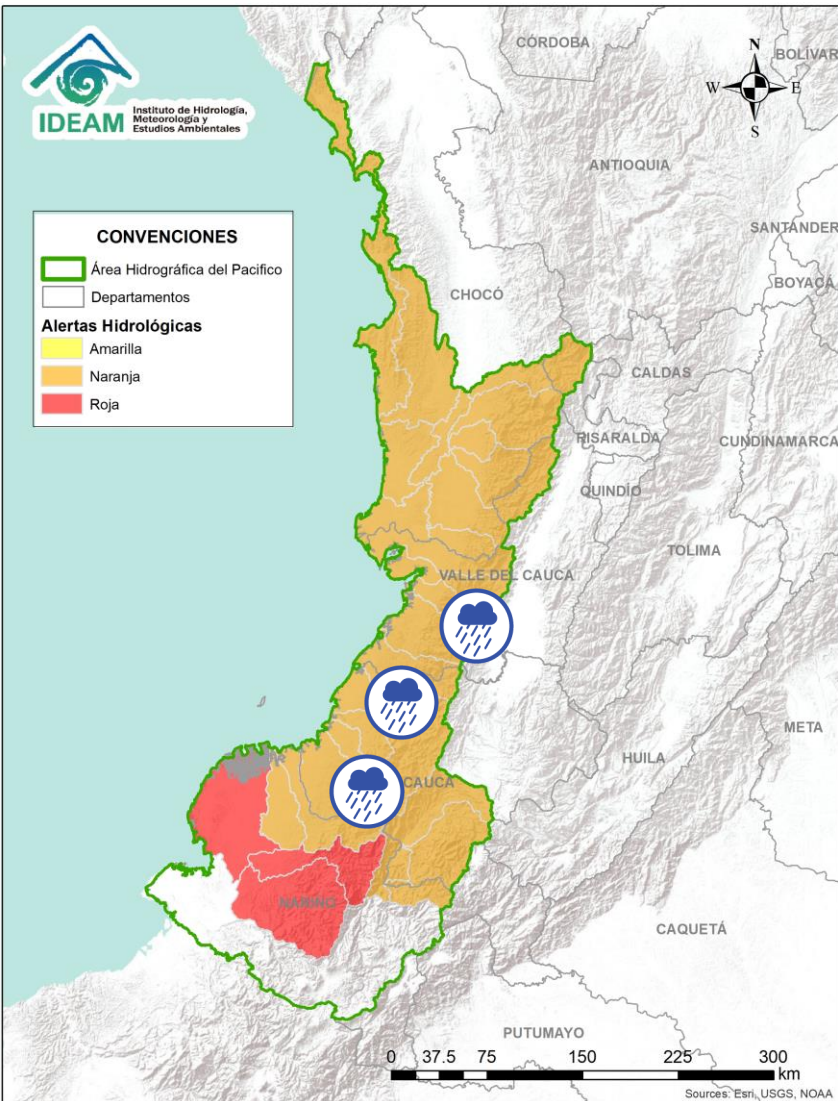 IDEAM
Instituto de Hidrología,
Meteorología y
Estudios Ambientales
N
W
E
S
CÓRDOBA
BOLÍVAR
ANTIOQUIA
SANTANDER
BOYACÁ
CHOCÓ
CALDAS
RISARALDA
CUNDINAMARCA
QUINDÍO
TOLIMA
VALLE DEL CAUCA
META
HUILA
CAUCA
NARIÑO
CAQUETÁ
PUTUMAYO
CONVENCIONES
Área Hidrográfica del Pacifico
Departamentos
Alertas Hidrológicas
Amarilla
Naranja
Roja
0 37.5 75 150 225 300
km
Sources: Esri, USGS, NOAA